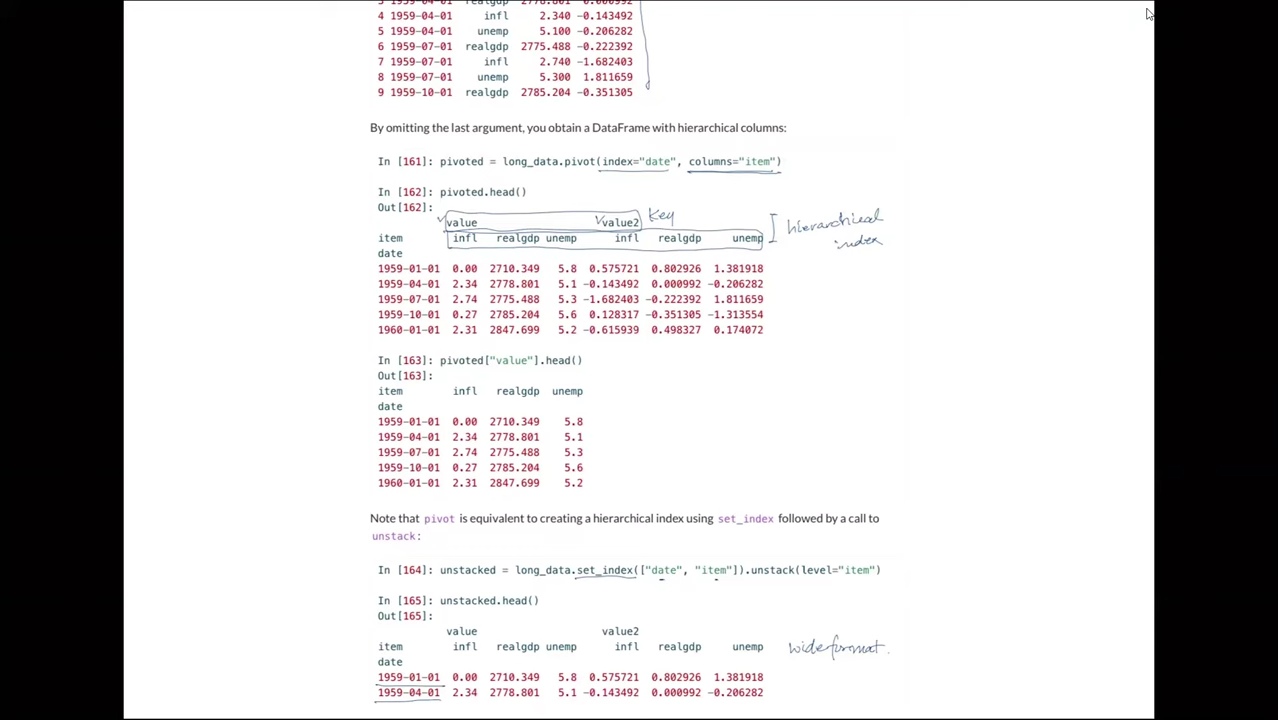 3 1959-04-01 realgdp 2778.801 0.000992
4 1959-04-01 infl 2.340 -0.143492
5 1959-04-01 unemp 5.100 -0.206282
6 1959-07-01 realgdp 2775.488 -0.222392
7 1959-07-01 infl 2.740 -1.682403
8 1959-07-01 unemp 5.300 1.811659
9 1959-10-01 realgdp 2785.204 -0.351305
By omitting the last argument, you obtain a DataFrame with hierarchical columns:
In [161]: pivoted = long_data.pivot(index="date", columns="item")
In [162]: pivoted.head()
Out[162]:
value value2 Key
item infl realgdp unemp infl realgdp unemp
hierarchical
index
date
1959-01-01 0.00 2710.349 5.8 0.575721 0.802926 1.381918
1959-04-01 2.34 2778.801 5.1 -0.143492 0.000992 -0.206282
1959-07-01 2.74 2775.488 5.3 -1.682403 -0.222392 1.811659
1959-10-01 0.27 2785.204 5.6 0.128317 -0.351305 -1.313554
1960-01-01 2.31 2847.699 5.2 -0.615939 0.498327 0.174072
In [163]: pivoted["value"].head()
Out[163]:
item infl realgdp unemp
date
1959-01-01 0.00 2710.349 5.8
1959-04-01 2.34 2778.801 5.1
1959-07-01 2.74 2775.488 5.3
1959-10-01 0.27 2785.204 5.6
1960-01-01 2.31 2847.699 5.2
Note that pivot is equivalent to creating a hierarchical index using set_index followed by a call to
unstack:
In [164]: unstacked = long_data.set_index(["date", "item"]).unstack(level="item")
In [165]: unstacked.head()
Out[165]:
value value2
item infl realgdp unemp infl realgdp unemp wide format.
date
1959-01-01 0.00 2710.349 5.8 0.575721 0.802926 1.381918
1959-04-01 2.34 2778.801 5.1 -0.143492 0.000992 -0.206282